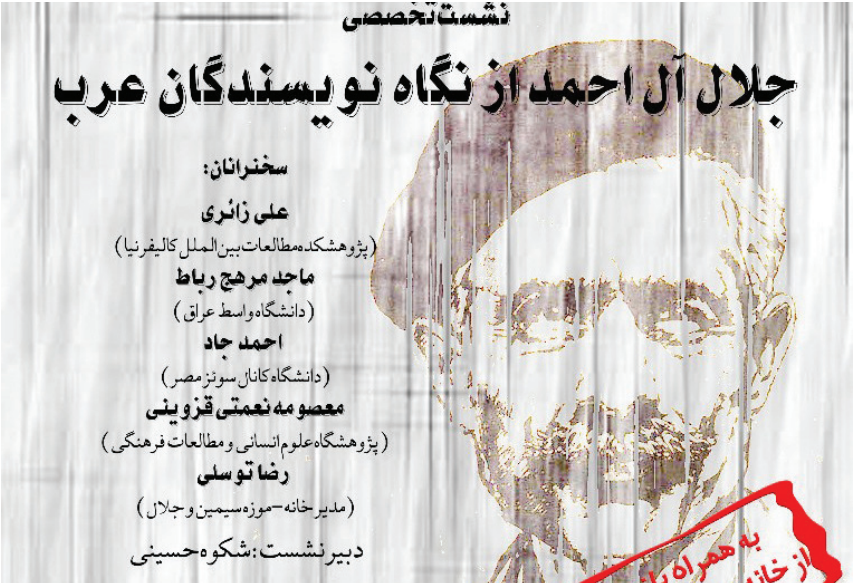 نشست تخصصی
جلال آل احمد از نگاه نویسندگان عرب
سخنرانان:
علی زائری
(پژوهشکده مطالعات بین الملل کالیفرنیا)
ماجد مرهج رباط
(دانشگاه واسط عراق)
احمد جاد
(دانشگاه کانال سوئز مصر)
معصومه نعمتی قزوینی
(پژوهشگاه علوم انسانی و مطالعات فرهنگی)
رضا توسلی
(مدیر خانه-موزه سیمین و جلال)
دبیر نشست: شکوه حسینی
به همراه
از خانه